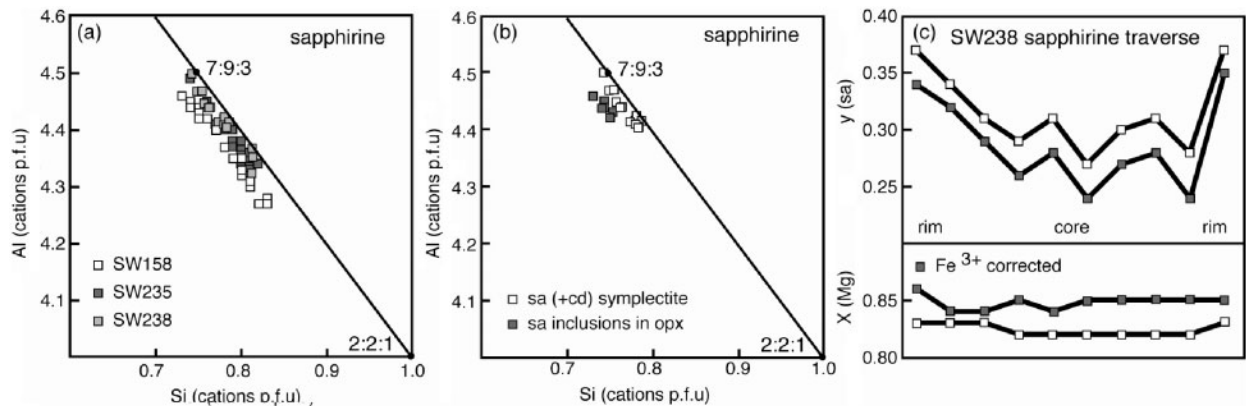 (a)
sapphirine
4.6
4.5
4.4
4.3
4.2
4.1
Al (cations p.f.u)
7:9:3
SW158
SW235
SW238
2:2:1
0.7
0.8
0.9
1.0
Si (cations p.f.u)
(b)
sapphirine
4.6
4.5
4.4
4.3
4.2
4.1
Al (cations p.f.u)
7:9:3
sa (+cd) symplectite
sa inclusions in opx
2:2:1
0.7
0.8
0.9
1.0
Si (cations p.f.u)
(c) SW238 sapphirine traverse
0.40
0.35
0.30
0.25
y (sa)
rim core rim
Fe 3+ corrected
0.85
0.80
X (Mg)